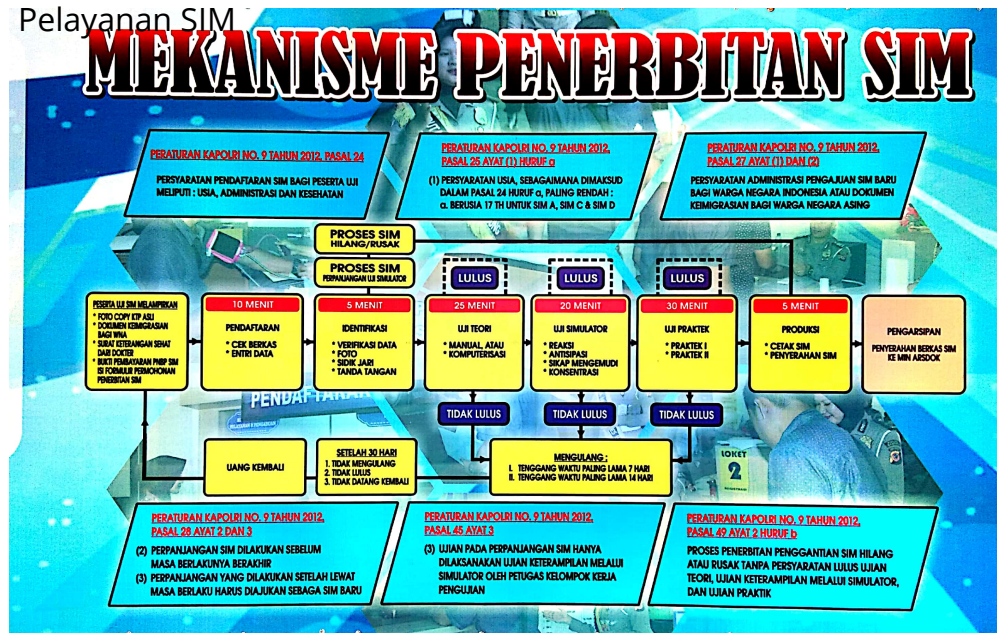 Pelayanan SIM
MEKANISME PENERBITAN SIM
PERATURAN KAPOLRI NO. 9 TAHUN 2012, PASAL 24
PERSYARATAN PENDAFTARAN SIM BAGI PESERTA UJI
MELIPUTI : USIA, ADMINISTRASI DAN KESEHATAN
PERATURAN KAPOLRI NO. 9 TAHUN 2012,
PASAL 25 AYAT (1) HURUF a
(1) PERSYARATAN USIA, SEBAGAIMANA DIMAKSUD
DALAM PASAL 24 HURUF a, PALING RENDAH :
a. BERUSIA 17 TH UNTUK SIM A, SIM C & SIM D
PERATURAN KAPOLRI NO. 9 TAHUN 2012,
PASAL 27 AYAT (1) DAN (2)
PERSYARATAN ADMINISTRASI PENGAJUAN SIM BARU
BAGI WARGA NEGARA INDONESIA ATAU DOKUMEN
KEIMIGRASIAN BAGI WARGA NEGARA ASING
PROSES SIM
HILANG/RUSAK
PROSES SIM
PERPANJANGAN UJI SIMULATOR
LULUS
LULUS
LULUS
PESERTA UJI SIM MELAMPIRKAN
* FOTO COPY KTP ASLI
* DOKUMEN KEIMIGRASIAN
BAGI WNA
* SURAT KETERANGAN SEHAT
DARI DOKTER
* BUKTI PEMBAYARAN PNBP SIM
ISI FORMULIR PERMOHONAN
PENERBITAN SIM
10 MENIT
PENDAFTARAN
* CEK BERKAS
* ENTRI DATA
5 MENIT
IDENTIFIKASI
* VERIFIKASI DATA
* FOTO
* SIDIK JARI
* TANDA TANGAN
25 MENIT
UJI TEORI
* MANUAL, ATAU
* KOMPUTERISASI
20 MENIT
UJI SIMULATOR
* REAKSI
* ANTISIPASI
* SIKAP MENGEMUDI
* KONSENTRASI
30 MENIT
UJI PRAKTEK
* PRAKTEK I
* PRAKTEK II
5 MENIT
PRODUKSI
* CETAK SIM
* PENYERAHAN SIM
PENGARSIPAN
PENYERAHAN BERKAS SIM
KE MIN ARSDOK
TIDAK LULUS
TIDAK LULUS
TIDAK LULUS
PENDAFTARAN
UANG KEMBALI
SETELAH 30 HARI
1. TIDAK MENGULANG
2. TIDAK LULUS
3. TIDAK DATANG KEMBALI
MENGULANG :
I. TENGGANG WAKTU PALING LAMA 7 HARI
II. TENGGANG WAKTU PALING LAMA 14 HARI
LOKET
2
PERATURAN KAPOLRI NO. 9 TAHUN 2012,
PASAL 28 AYAT 2 DAN 3
(2) PERPANJANGAN SIM DILAKUKAN SEBELUM
MASA BERLAKUNYA BERAKHIR
(3) PERPANJANGAN YANG DILAKUKAN SETELAH LEWAT
MASA BERLAKU HARUS DIAJUKAN SEBAGA SIM BARU
PERATURAN KAPOLRI NO. 9 TAHUN 2012,
PASAL 45 AYAT 3
(3) UJIAN PADA PERPANJANGAN SIM HANYA
DILAKSANAKAN UJIAN KETERAMPILAN MELALUI
SIMULATOR OLEH PETUGAS KELOMPOK KERJA
PENGUJIAN
PERATURAN KAPOLRI NO. 9 TAHUN 2012,
PASAL 49 AYAT 2 HURUF b
PROSES PENERBITAN PENGGANTIAN SIM HILANG
ATAU RUSAK TANPA PERSYARATAN LULUS UJIAN
TEORI, UJIAN KETERAMPILAN MELALUI SIMULATOR,
DAN UJIAN PRAKTIK